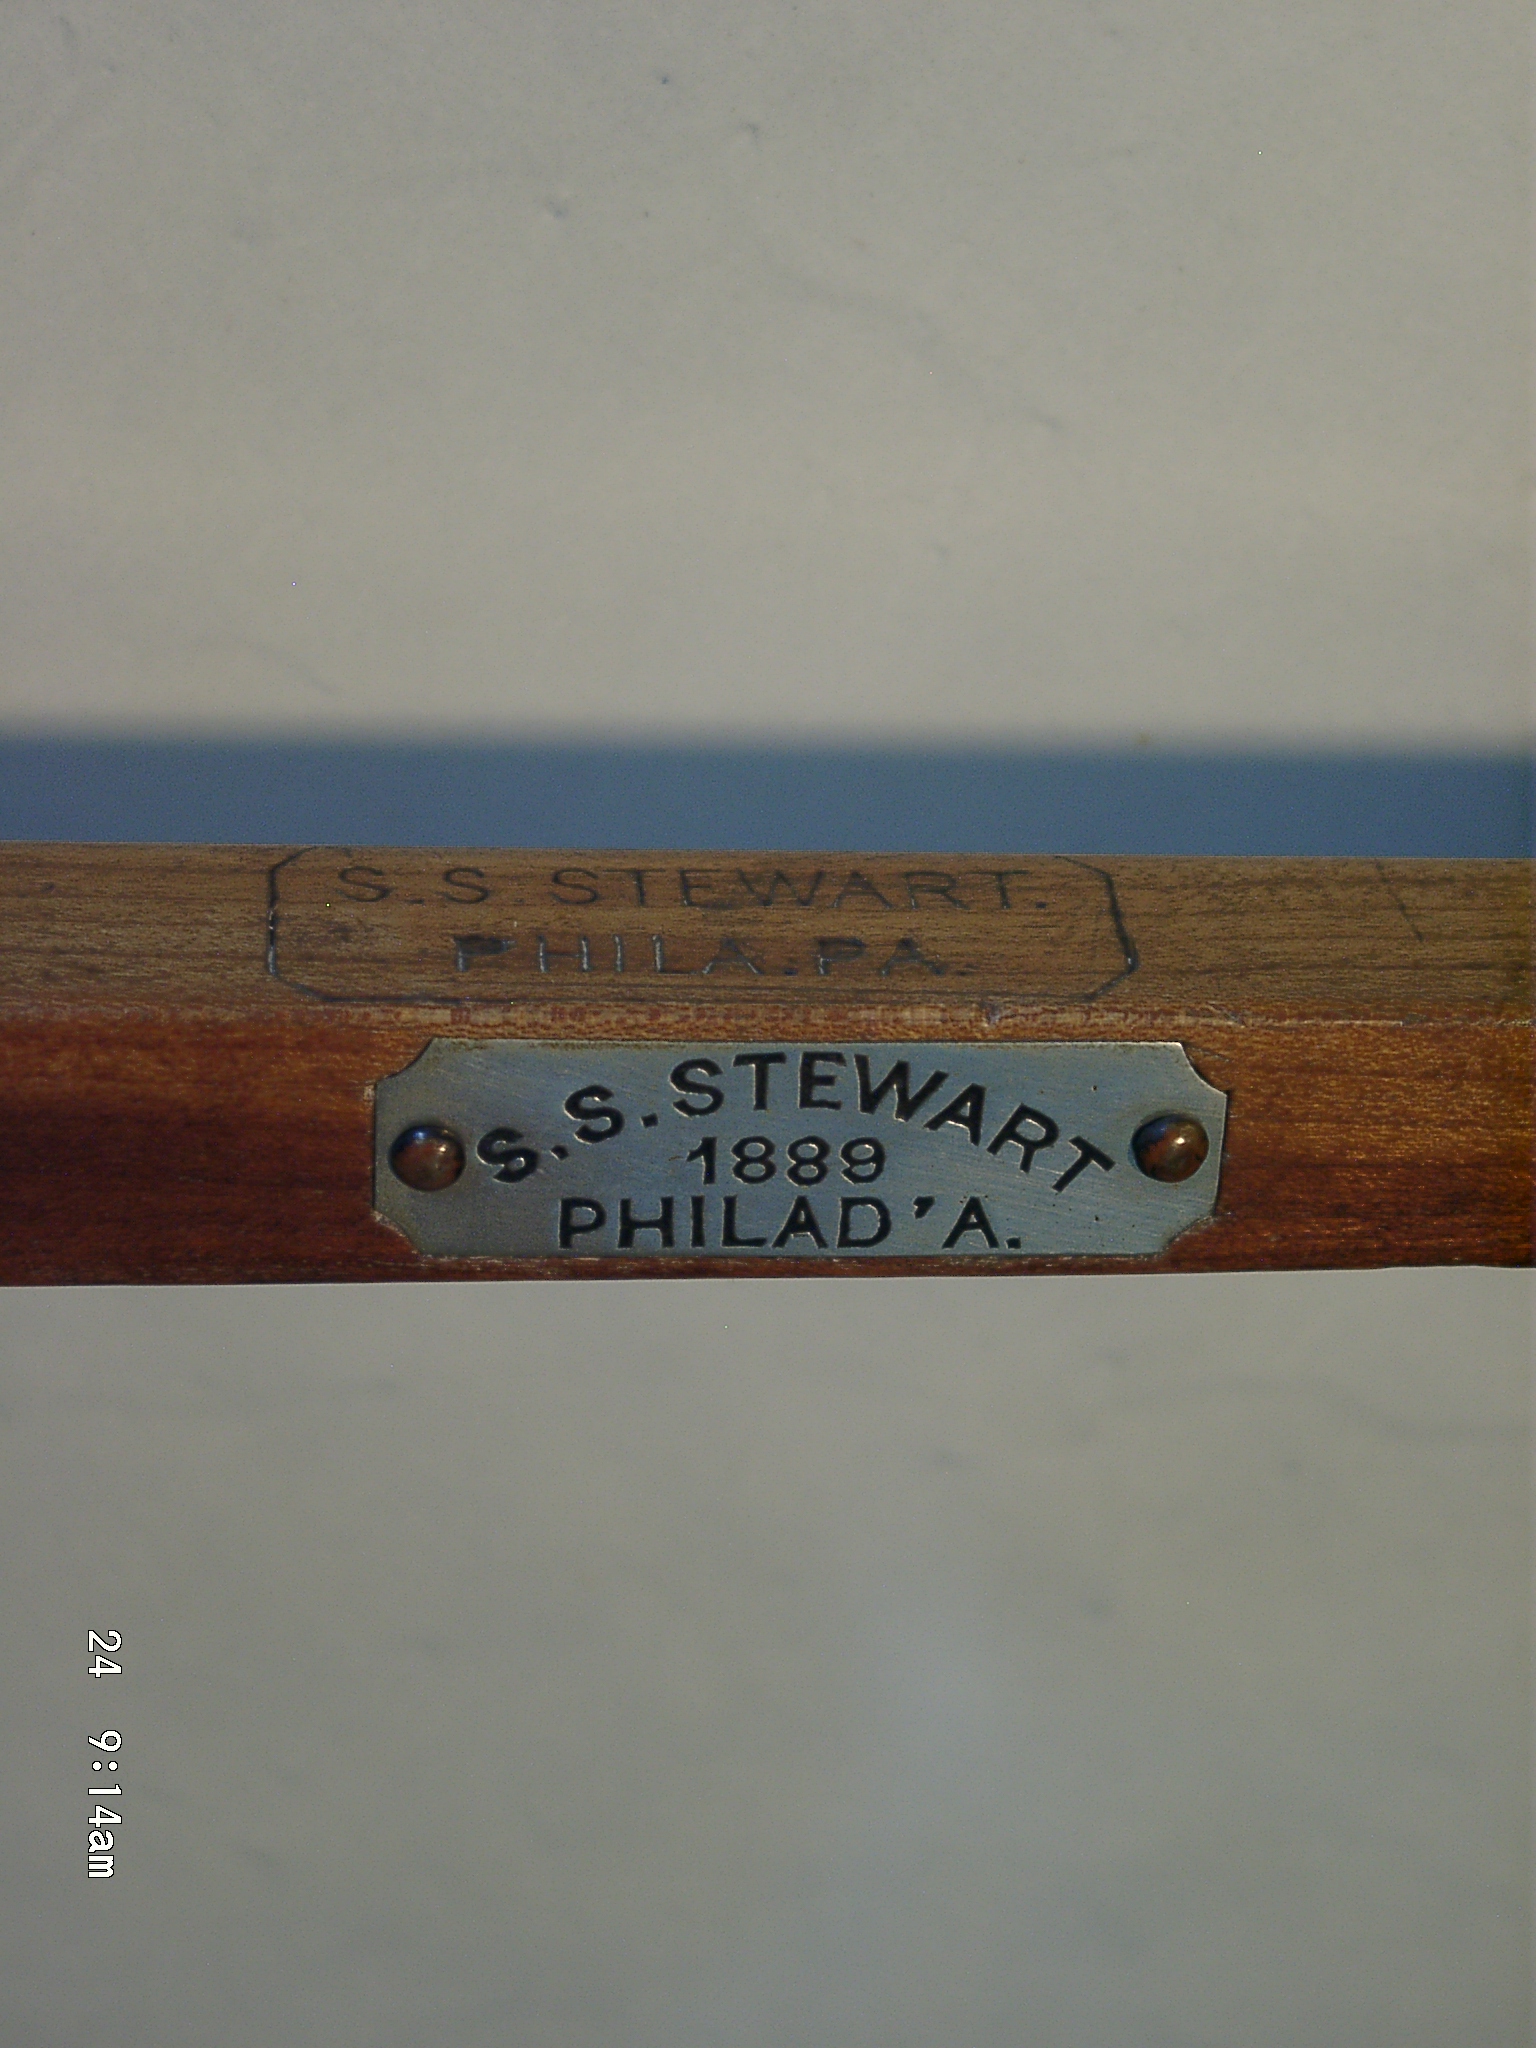 S.S. STEWART.
PHILA.PA.
S.S.STEWART
1889
PHILAD'A.
24 9:14am